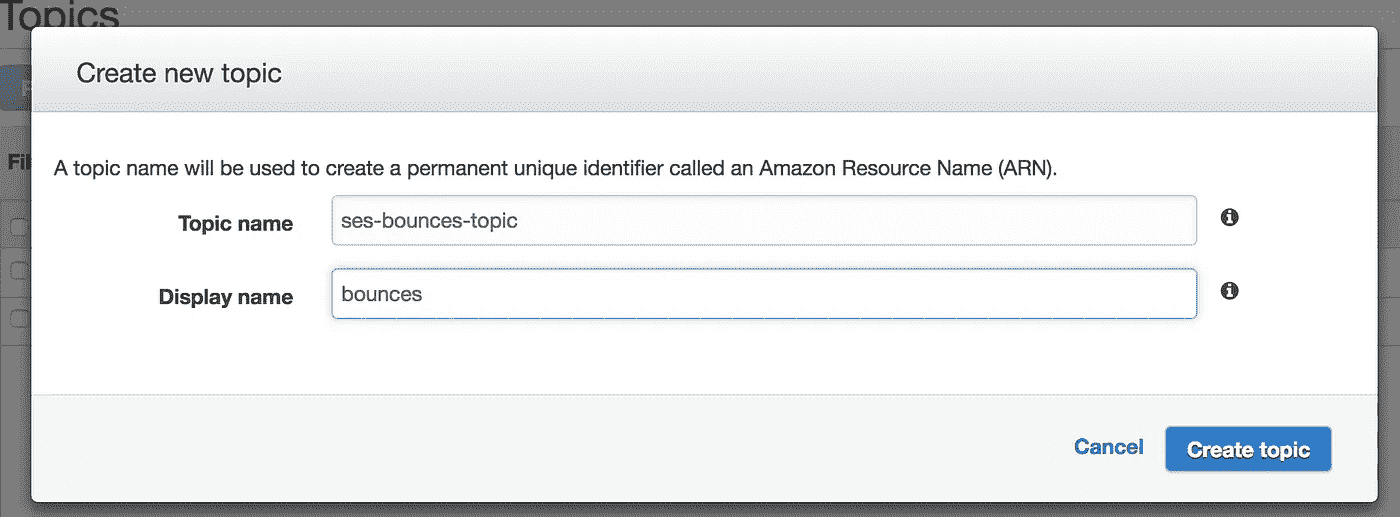 Topics
Create new topic
Fil
A topic name will be used to create a permanent unique identifier called an Amazon Resource Name (ARN).
Topic name
ses-bounces-topic
Display name
bounces
Cancel
Create topic